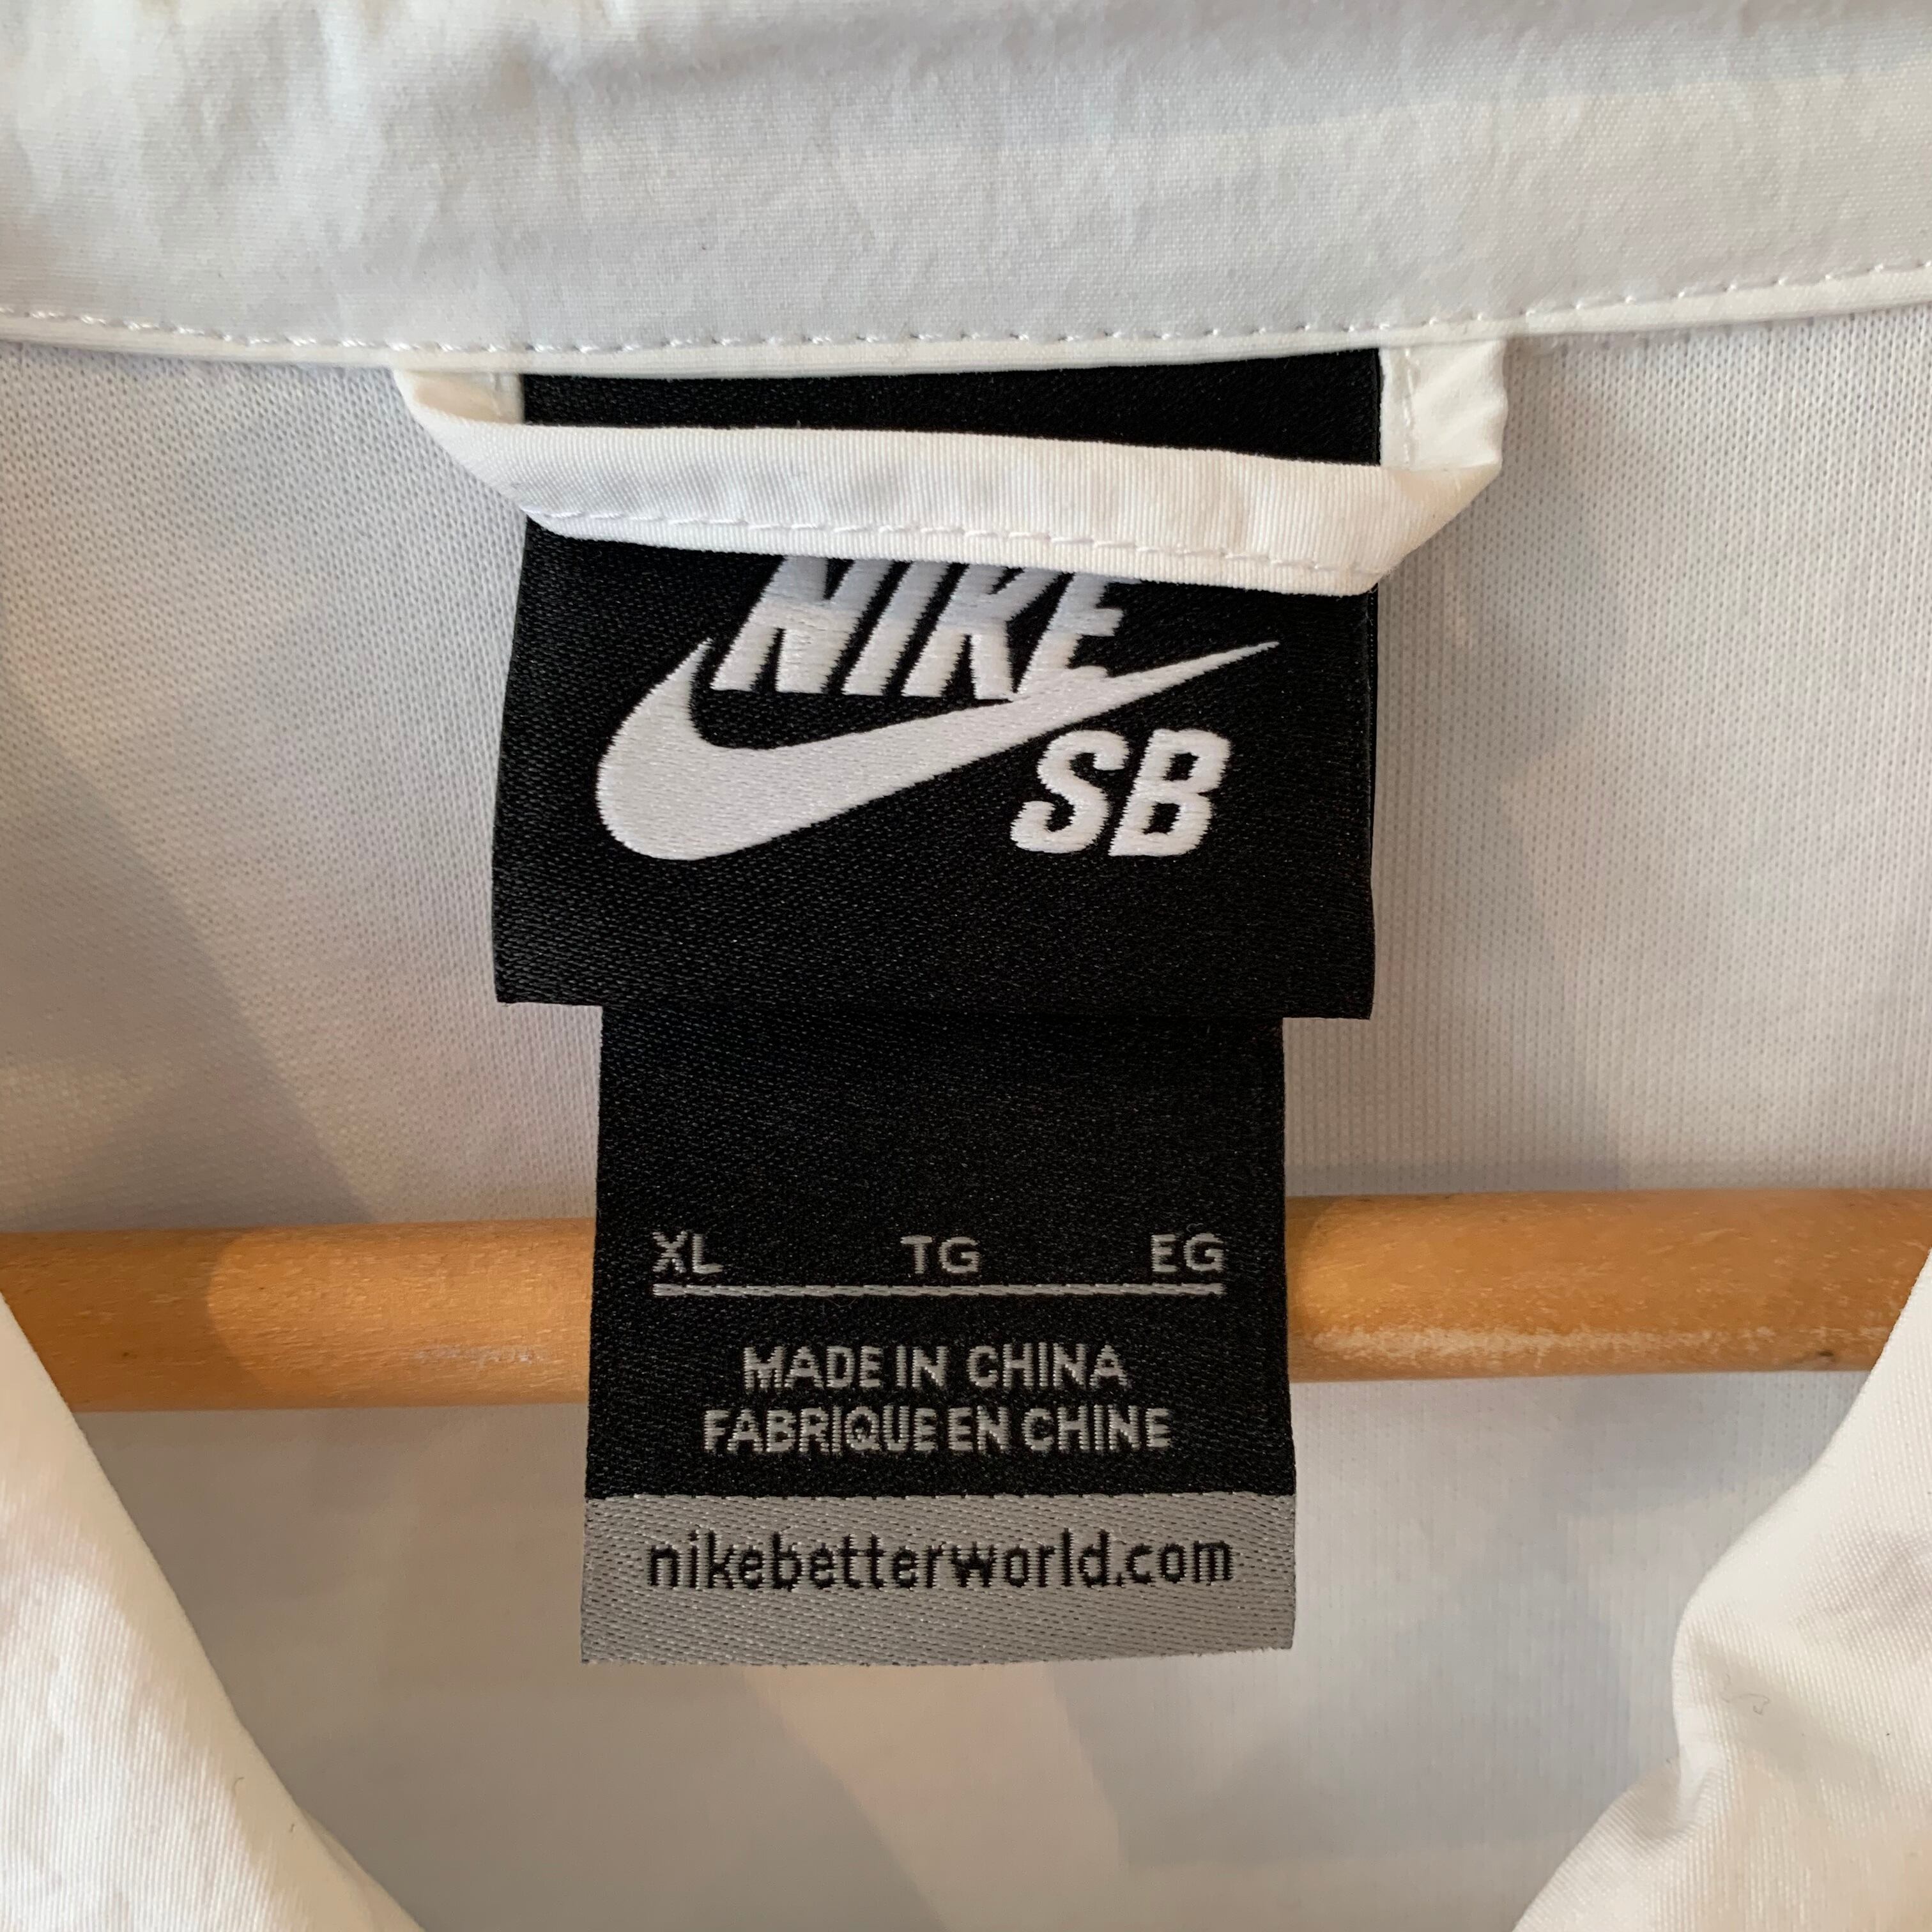 NIKE
SB
XL TG EG
MADE IN CHINA
FABRIQUE EN CHINE
nikebetterworld.com